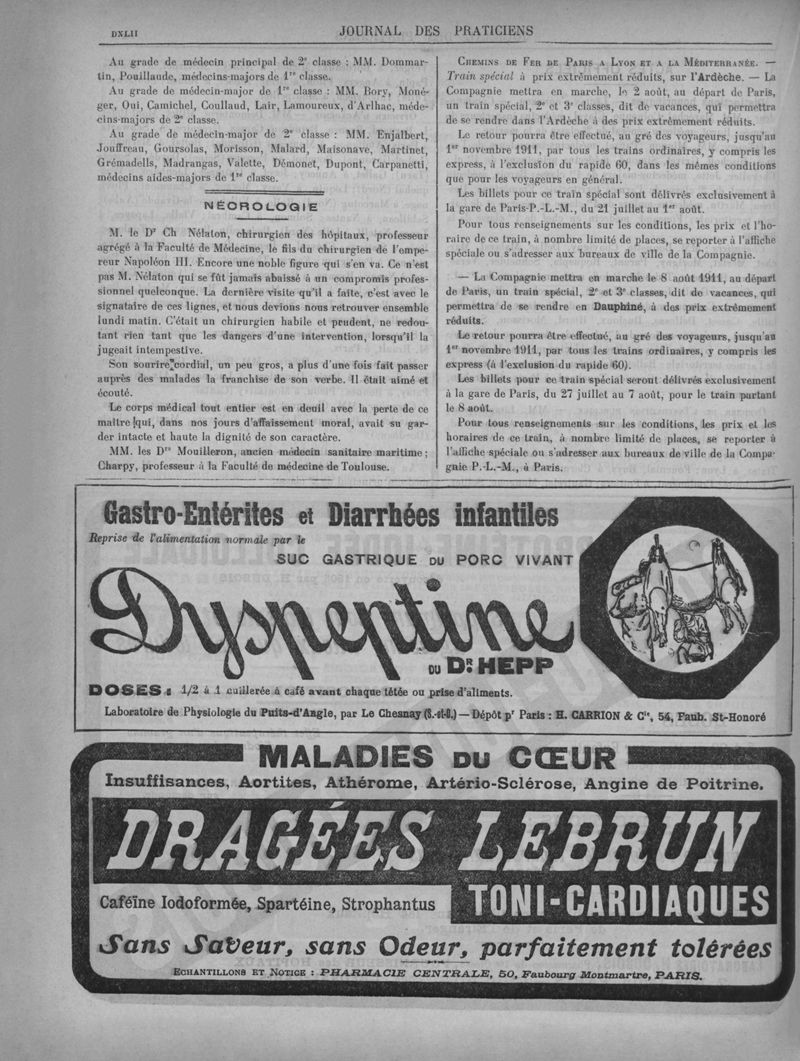 DXLII
JOURNAL DES PRATICIENS
Au grade de médecin principal de 2e classe : MM. Dommar-
tin, Pouillaude, médecins-majors de 1re classe.
Au grade de médecin-major de 1re classe : MM. Bory, Moné-
ger, Oui, Camichel, Coullaud, Lair, Lamoureux, d'Arlhac, méde-
cins-majors de 2e classe.
Au grade de médecin-major de 2e classe : MM. Enjalbert,
Jouffreau, Goursolas, Morisson, Malard, Maisonave, Martinet,
Grémadells, Madrangas, Valette, Démonet, Dupont, Carpanetti,
médecins aides-majors de 1re classe.
NÉCROLOGIE
M. le Dr Ch Nélaton, chirurgien des hôpitaux, professeur
agrégé à la Faculté de Médecine, le fils du chirurgien de l'empe-
reur Napoléon III. Encore une noble figure qui s'en va. Ce n'est
pas M. Nélaton qui se fût jamais abaissé à un compromis profes-
sionnel quelconque. La dernière visite qu'il a faite, c'est avec le
signataire de ces lignes, et nous devions nous retrouver ensemble
lundi matin. C'était un chirurgien habile et prudent, ne redou-
tant rien tant que les dangers d'une intervention, lorsqu'il la
jugeait intempestive.
Son sourire cordial, un peu gros, a plus d'une fois fait passer
auprès des malades la franchise de son verbe. Il était aimé et
écouté.
Le corps médical tout entier est en deuil avec la perte de ce
maître qui, dans nos jours d'affaissement moral, avait su gar-
der intacte et haute la dignité de son caractère.
MM. les Drs Mouilleron, ancien médecin sanitaire maritime ;
Charpy, professeur à la Faculté de médecine de Toulouse.
CHEMINS DE FER DE PARIS A LYON ET A LA MÉDITERRANÉE. —
Train spécial à prix extrêmement réduits, sur l'Ardèche. — La
Compagnie mettra en marche, le 2 août, au départ de Paris,
un train spécial, 2e et 3e classes, dit de vacances, qui permettra
de se rendre dans l'Ardèche à des prix extrêmement réduits.
Le retour pourra être effectué, au gré des voyageurs, jusqu'au
1er novembre 1911, par tous les trains ordinaires, y compris les
express, à l'exclusion du rapide 60, dans les mêmes conditions
que pour les voyageurs en général.
Les billets pour ce train spécial sont délivrés exclusivement à
la gare de Paris-P.-L.-M., du 21 juillet au 1er août.
Pour tous renseignements sur les conditions, les prix et l'ho-
raire de ce train, à nombre limité de places, se reporter à l'affiche
spéciale ou s'adresser aux bureaux de ville de la Compagnie.
— La Compagnie mettra en marche le 8 août 1911, au départ
de Paris, un train spécial, 2e et 3e classes, dit de vacances, qui
permettra de se rendre en Dauphiné, à des prix extrêmement
réduits.
Le retour pourra être effectué, au gré des voyageurs, jusqu'au
1er novembre 1911, par tous les trains ordinaires, y compris les
express (à l'exclusion du rapide 60).
Les billets pour ce train spécial seront délivrés exclusivement
à la gare de Paris, du 27 juillet au 7 août, pour le train partant
le 8 août.
Pour tous renseignements sur les conditions, les prix et les
horaires de ce train, à nombre limité de places, se reporter à
l'affiche spéciale ou s'adresser aux bureaux de ville de la Compa-
gnie P.-L.-M., à Paris.
Gastro-Entérites et Diarrhées infantiles
Reprise de l'alimentation normale par le
SUC GASTRIQUE DU PORC VIVANT
Dyspeptine
DU DR HEPP
DOSES : 1/2 à 1 cuillerée à café avant chaque tétée ou prise d'aliments.
Laboratoire de Physiologie du Puits-d'Angle, par Le Chesnay (S.-et-O.) — Dépôt pr Paris : H. CARRION & Cie, 54, Faub. St-Honoré
MALADIES DU CŒUR
Insuffisances, Aortites, Athérome, Artério-Sclérose, Angine de Poitrine.
DRAGÉES LEBRUN
Caféïne Iodoformée, Spartéine, Strophantus
TONI-CARDIAQUES
Sans Saveur, sans Odeur, parfaitement tolérées
ECHANTILLONS ET NOTICE : PHARMACIE CENTRALE, 50, Faubourg Montmartre, PARIS.